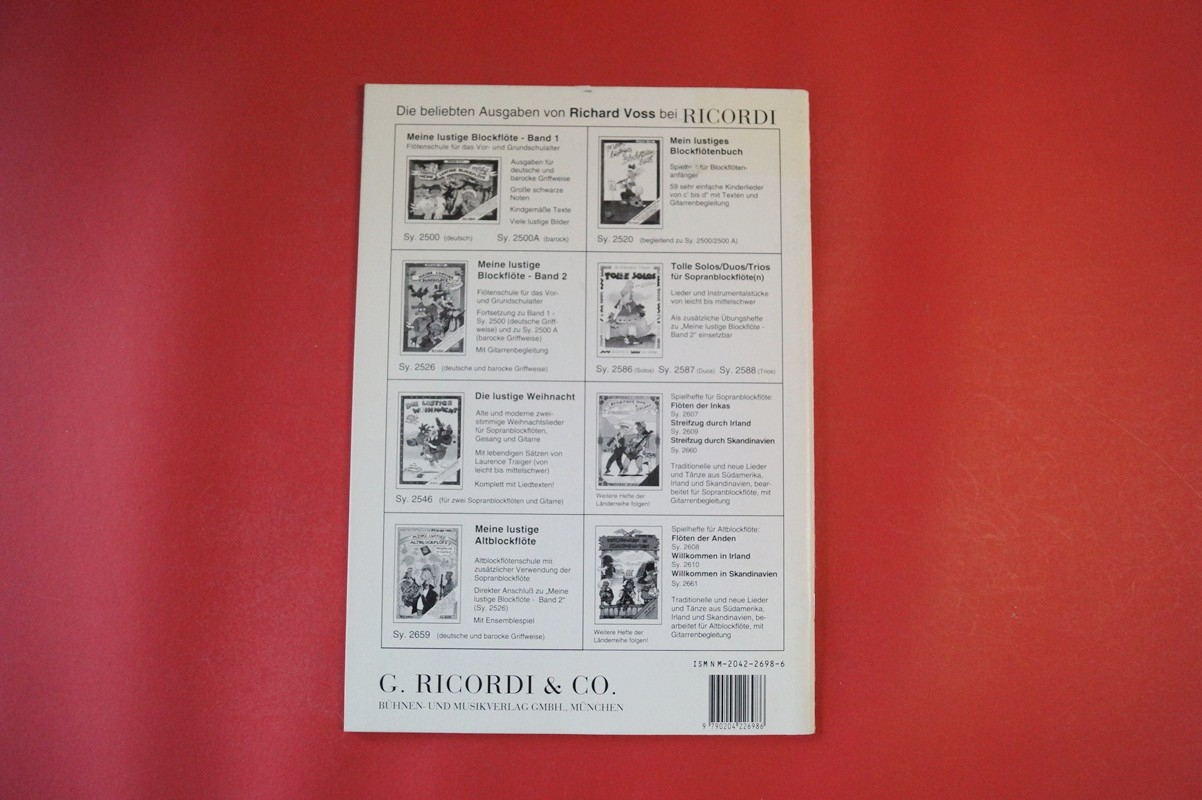 Die beliebten Ausgaben von Richard Voss bei RICORDI
Meine lustige Blockflöte - Band 1
Flötenschule für das Vor- und Grundschulalter
Ausgaben für
deutsche und
barocke Griffweise
Große schwarze
Noten
Kindgemäße Texte
Viele lustige Bilder
Sy. 2500 (deutsch) Sy. 2500A (barock)
Mein lustiges
Blockflötenbuch
für Blockflöten-
anfänger
59 sehr einfache Kinderlieder
von c' bis d" mit Texten und
Gitarrenbegleitung
Sy. 2520 (begleitend zu Sy. 2500/2500 A)
Meine lustige
Blockflöte - Band 2
Flötenschule für das Vor-
und Grundschulalter
Fortsetzung zu Band 1 -
Sy. 2500 (deutsche Griff-
weise) und zu Sy. 2500 A
(barocke Griffweise)
Mit Gitarrenbegleitung
Sy. 2526 (deutsche und barocke Griffweise)
TOLLE SOLOS
Tolle Solos/Duos/Trios
für Sopranblockflöte(n)
Lieder und Instrumentalstücke
von leicht bis mittelschwer
Als zusätzliche Übungshefte
zu „Meine lustige Blockflöte -
Band 2" einsetzbar
Sy. 2586 (Solos) Sy. 2587 (Duos) Sy. 2588 (Trios)
DIE LUSTIGE
WEIHNACHT
Die lustige Weihnacht
Alte und moderne zwei-
stimmige Weihnachtslieder
für Sopranblockflöten,
Gesang und Gitarre
Mit lebendigen Sätzen von
Laurence Traiger (von
leicht bis mittelschwer)
Komplett mit Liedtexten!
Sy. 2546 (für zwei Sopranblockflöten und Gitarre)
Spielhefte für Sopranblockflöte:
Flöten der Inkas
Sy. 2607
Streifzug durch Irland
Sy. 2609
Streifzug durch Skandinavien
Sy. 2660
Traditionelle und neue Lieder
und Tänze aus Südamerika,
Irland und Skandinavien, bear-
beitet für Sopranblockflöte, mit
Gitarrenbegleitung
Weitere Hefte der
Länderreihe folgen!
MEINE LUSTIGE
ALTBLOCKFLÖTE
Meine lustige
Altblockflöte
Altblockflötenschule mit
zusätzlicher Verwendung der
Sopranblockflöte
Direkter Anschluß zu „Meine
lustige Blockflöte - Band 2"
(Sy. 2526)
Mit Ensemblespiel
Sy. 2659 (deutsche und barocke Griffweise)
Spielhefte für Altblockflöte:
Flöten der Anden
Sy. 2608
Willkommen in Irland
Sy. 2610
Willkommen in Skandinavien
Sy. 2661
Traditionelle und neue Lieder
und Tänze aus Südamerika,
Irland und Skandinavien, be-
arbeitet für Altblockflöte, mit
Gitarrenbegleitung
Weitere Hefte der
Länderreihe folgen!
G. RICORDI & CO.
BÜHNEN- UND MUSIKVERLAG GMBH., MÜNCHEN
ISMN M-2042-2698-6
9 790204 226986